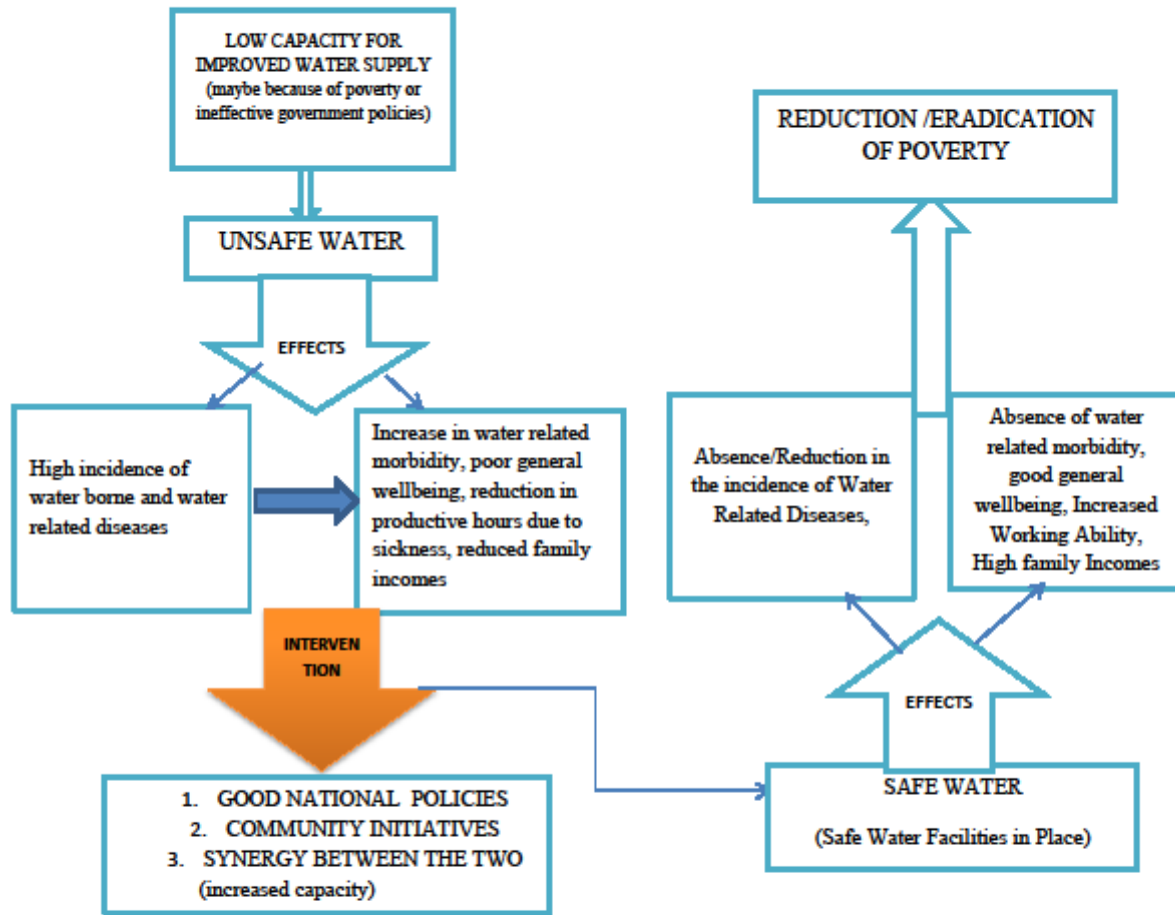 LOW CAPACITY FOR
IMPROVED WATER SUPPLY
(maybe because of poverty or
ineffective government policies)
UNSAFE WATER
EFFECTS
High incidence of
water borne and water
related diseases
Increase in water related
morbidity, poor general
wellbeing, reduction in
productive hours due to
sickness, reduced family
incomes
INTERVEN
TION
1. GOOD NATIONAL POLICIES
2. COMMUNITY INITIATIVES
3. SYNERGY BETWEEN THE TWO
(increased capacity)
REDUCTION /ERADICATION
OF POVERTY
Absence/Reduction in
the incidence of Water
Related Diseases,
Absence of water
related morbidity,
good general
wellbeing, Increased
Working Ability,
High family Incomes
EFFECTS
SAFE WATER
(Safe Water Facilities in Place)